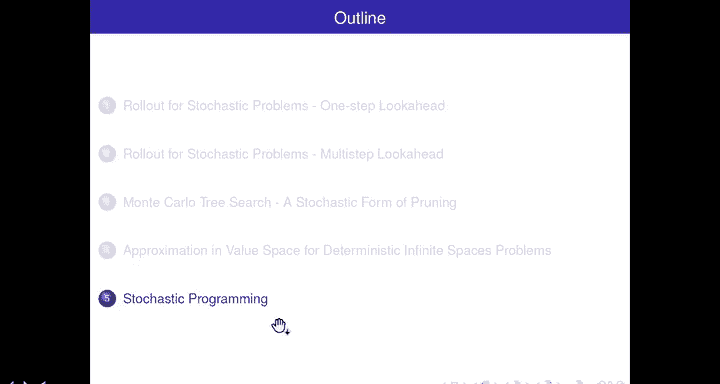 Outline
Rollout for Stochastic Problems - One-step Lookahead
Rollout for Stochastic Problems - Multistep Lookahead
Monte Carlo Tree Search - A Stochastic Form of Pruning
Approximation in Value Space for Deterministic Infinite Spaces Problems
5 Stochastic Programming